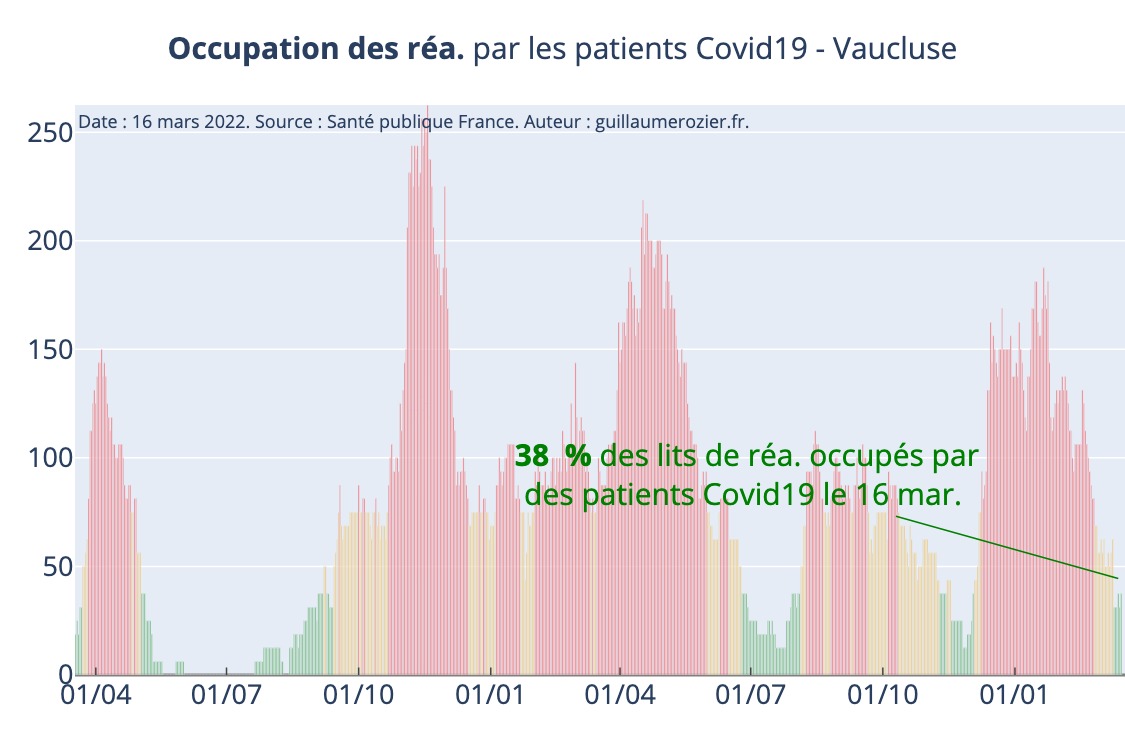 Occupation des réa. par les patients Covid19 - Vaucluse
Date : 16 mars 2022. Source : Santé publique France. Auteur : guillaumerozier.fr.
250
200
150
100
50
0
38 % des lits de réa. occupés par
des patients Covid19 le 16 mar.
01/04 01/07 01/10 01/01 01/04 01/07 01/10 01/01